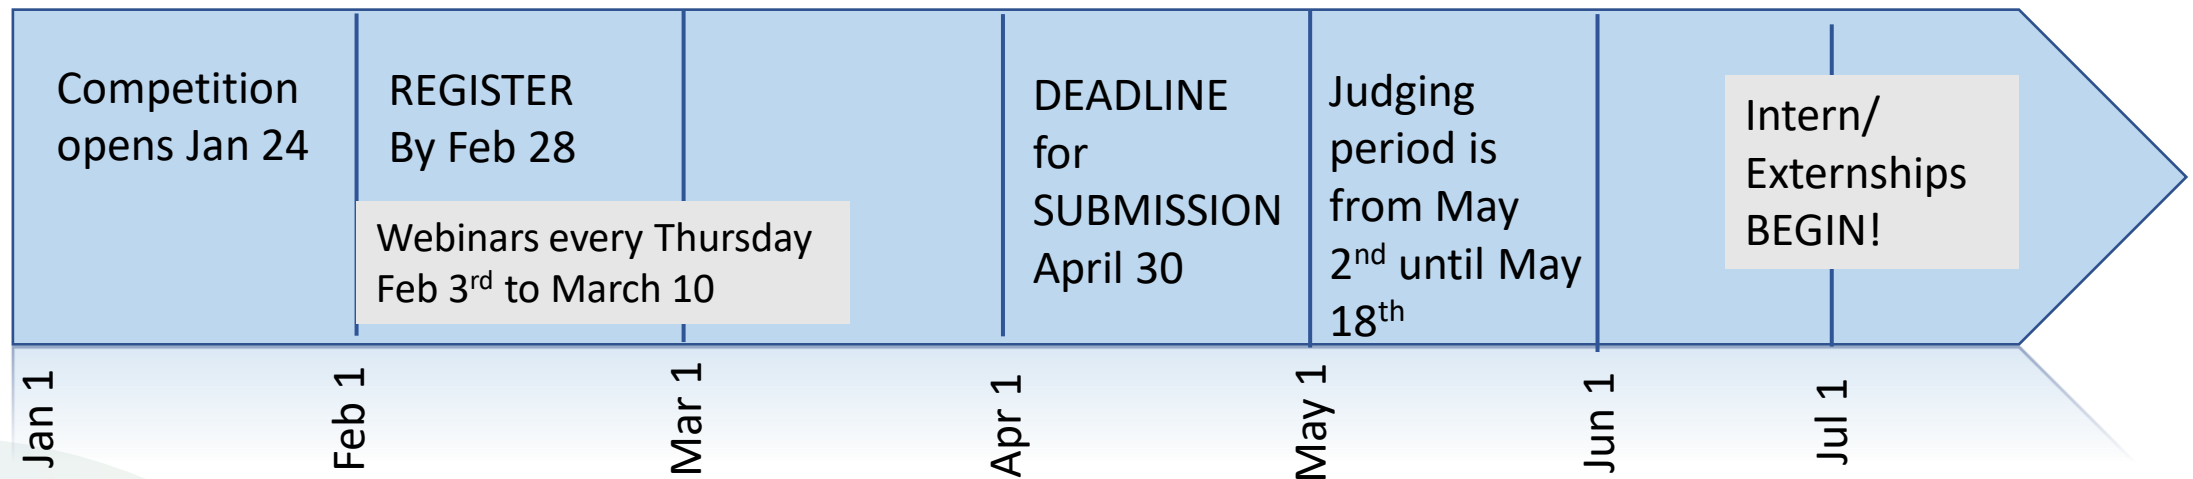 Competition
opens Jan 24
REGISTER
By Feb 28
Webinars every Thursday
Feb 3rd to March 10
DEADLINE
for
SUBMISSION
April 30
Judging
period is
from May
2nd until May
18th
Intern/
Externships
BEGIN!
Jan 1
Feb 1
Mar 1
Apr 1
May 1
Jun 1
Jul 1